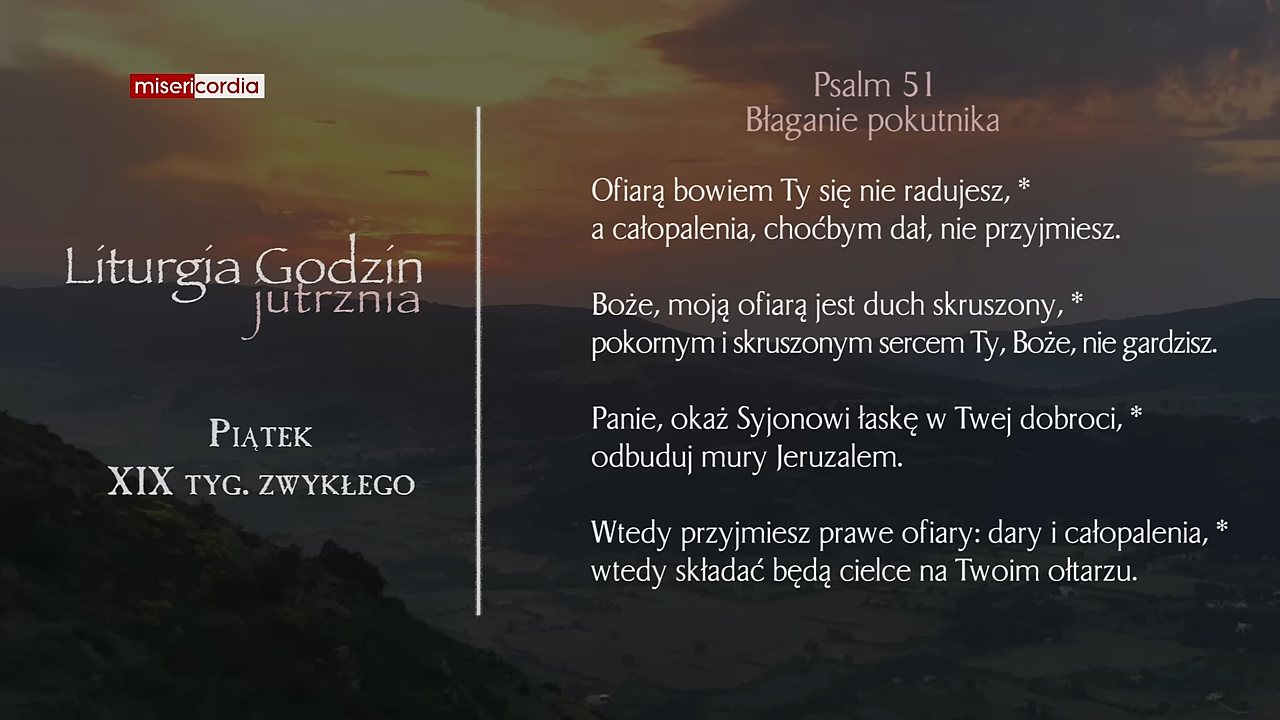 misericordia
Liturgia Godzin
jutrznia
Piątek
XIX tyg. zwykłego
Psalm 51
Błaganie pokutnika
Ofiarą bowiem Ty się nie radujesz, *
a całopalenia, choćbym dał, nie przyjmiesz.
Boże, moją ofiarą jest duch skruszony, *
pokornym i skruszonym sercem Ty, Boże, nie gardzisz.
Panie, okaż Syjonowi łaskę w Twej dobroci, *
odbuduj mury Jeruzalem.
Wtedy przyjmiesz prawe ofiary: dary i całopalenia, *
wtedy składać będą cielce na Twoim ołtarzu.